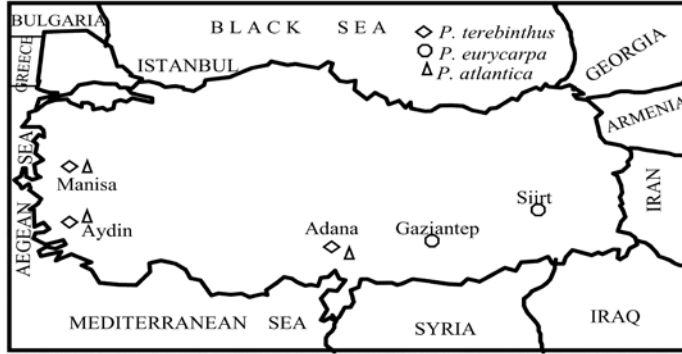 BULGARIA
BLACK SEA
P. terebinthus
P. eurycarpa
P. atlantica
GEORGIA
GREECE
ISTANBUL
ARMENIA
AEGEAN SEA
Manisa
Aydin
Adana
Gaziantep
Siirt
IRAN
MEDITERRANEAN SEA
SYRIA
IRAQ